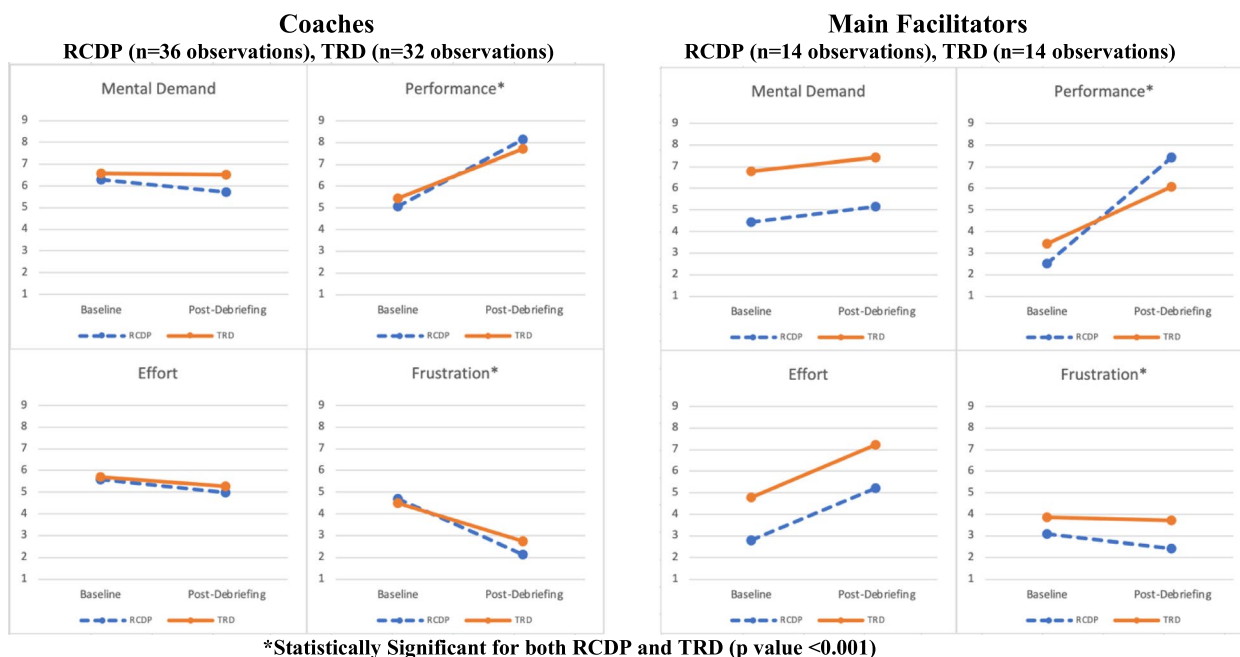 Coaches
RCDP (n=36 observations), TRD (n=32 observations)
Mental Demand
9
8
7
6
5
4
3
2
1
Baseline Post-Debriefing
RCDP TRD
Performance*
9
8
7
6
5
4
3
2
1
Baseline Post-Debriefing
RCDP TRD
Effort
9
8
7
6
5
4
3
2
1
Baseline Post-Debriefing
RCDP TRD
Frustration*
9
8
7
6
5
4
3
2
1
Baseline Post-Debriefing
RCDP TRD
Main Facilitators
RCDP (n=14 observations), TRD (n=14 observations)
Mental Demand
9
8
7
6
5
4
3
2
1
Baseline Post-Debriefing
RCDP TRD
Performance*
9
8
7
6
5
4
3
2
1
Baseline Post-Debriefing
RCDP TRD
Effort
9
8
7
6
5
4
3
2
1
Baseline Post-Debriefing
RCDP TRD
Frustration*
9
8
7
6
5
4
3
2
1
Baseline Post-Debriefing
RCDP TRD
*Statistically Significant for both RCDP and TRD (p value <0.001)